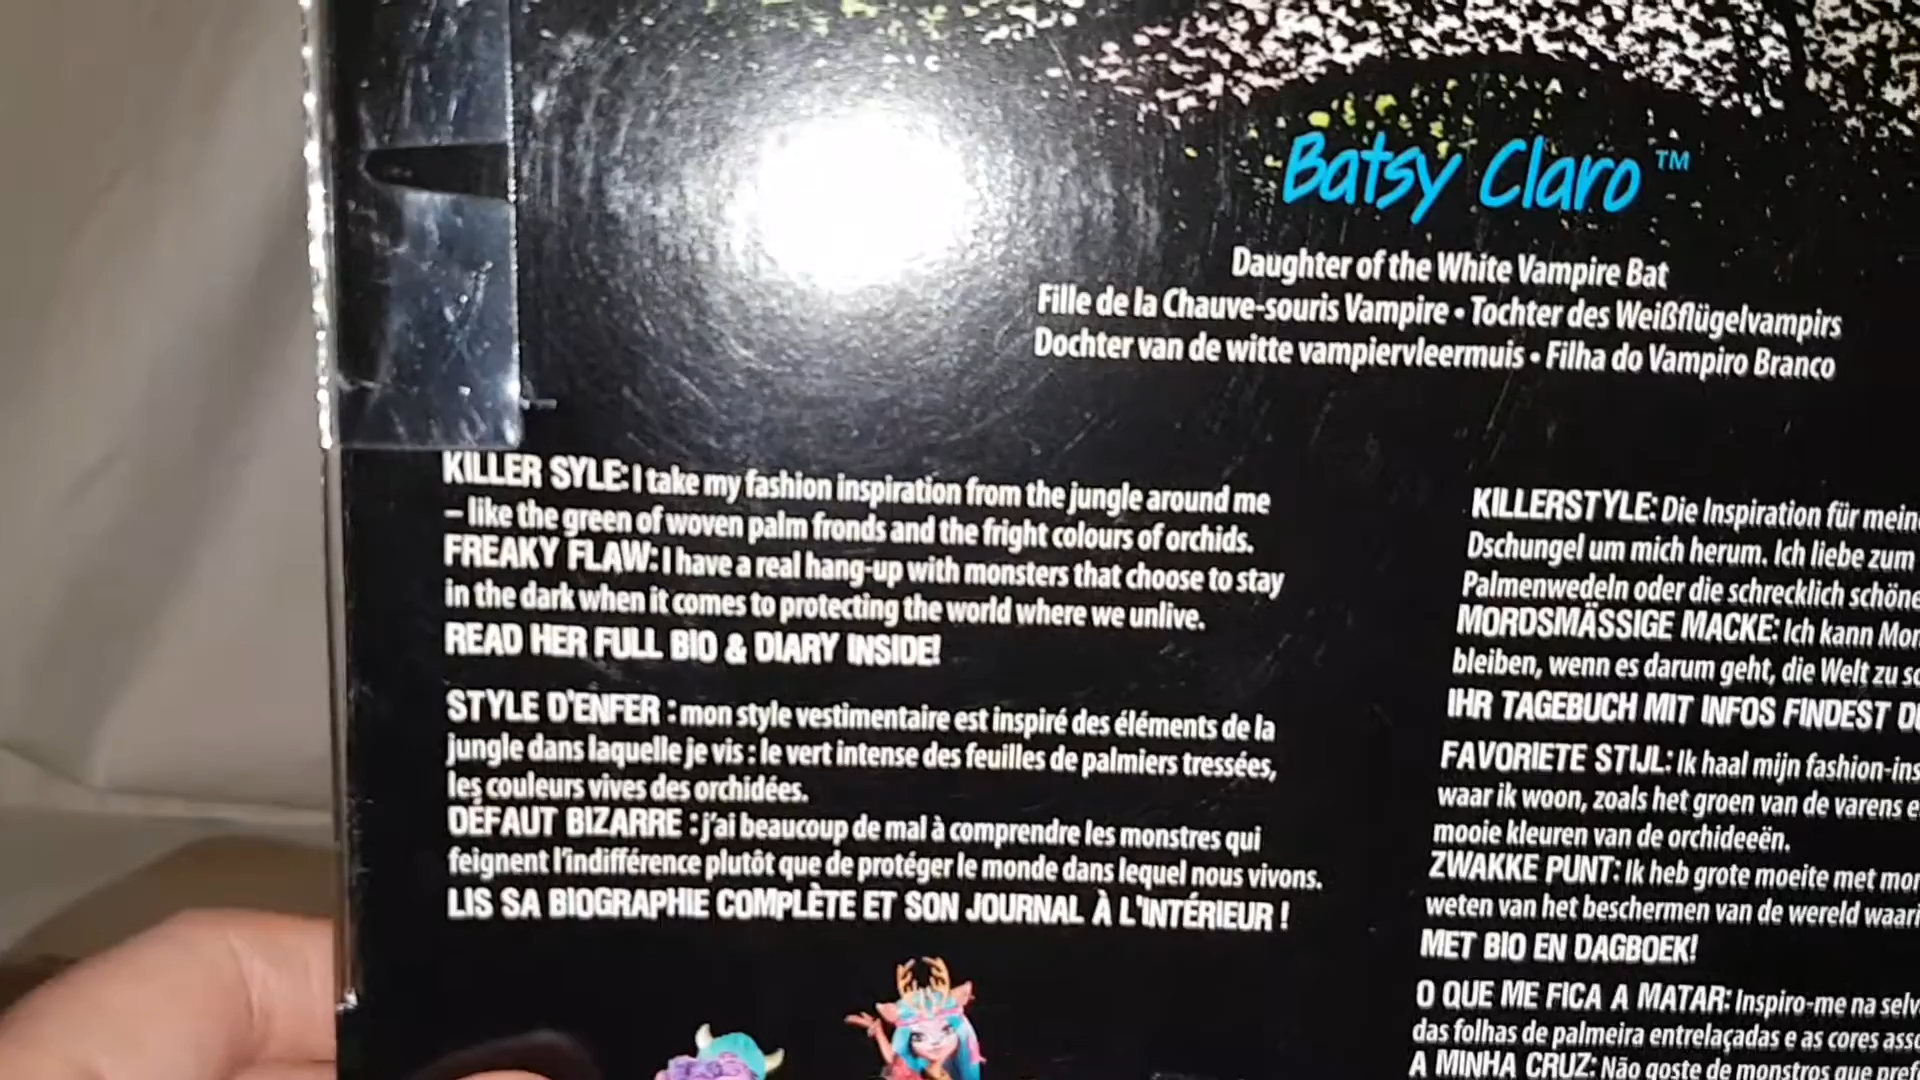 Batsy Claro™
Daughter of the White Vampire Bat
Fille de la Chauve-souris Vampire • Tochter des Weißflügelvampirs
Dochter van de witte vampiervleermuis • Filha do Vampiro Branco
KILLER SYLE: I take my fashion inspiration from the jungle around me
– like the green of woven palm fronds and the fright colours of orchids.
FREAKY FLAW: I have a real hang-up with monsters that choose to stay
in the dark when it comes to protecting the world where we unlive.
READ HER FULL BIO & DIARY INSIDE!
STYLE D'ENFER : mon style vestimentaire est inspiré des éléments de la
jungle dans laquelle je vis : le vert intense des feuilles de palmiers tressées,
les couleurs vives des orchidées.
DÉFAUT BIZARRE : j'ai beaucoup de mal à comprendre les monstres qui
feignent l'indifférence plutôt que de protéger le monde dans lequel nous vivons.
LIS SA BIOGRAPHIE COMPLÈTE ET SON JOURNAL À L'INTÉRIEUR !
KILLERSTYLE: Die Inspiration für
Dschungel um mich herum. Ich liebe zum
Palmenwedeln oder die schrecklich
MORDSMÄSSIGE MACKE: Ich kann
bleiben, wenn es darum geht, die Welt zu
IHR TAGEBUCH MIT INFOS FINDEST
FAVORIETE STIJL: Ik haal mijn
waar ik woon, zoals het groen van de varens
mooie kleuren van de orchideeën.
ZWAKKE PUNT: Ik heb grote moeite met
weten van het beschermen van de wereld
MET BIO EN DAGBOEK!
O QUE ME FICA A MATAR: Inspiro-me na
das folhas de palmeira entrelaçadas e as cores
A MINHA CRUZ: Não goste de monstros que